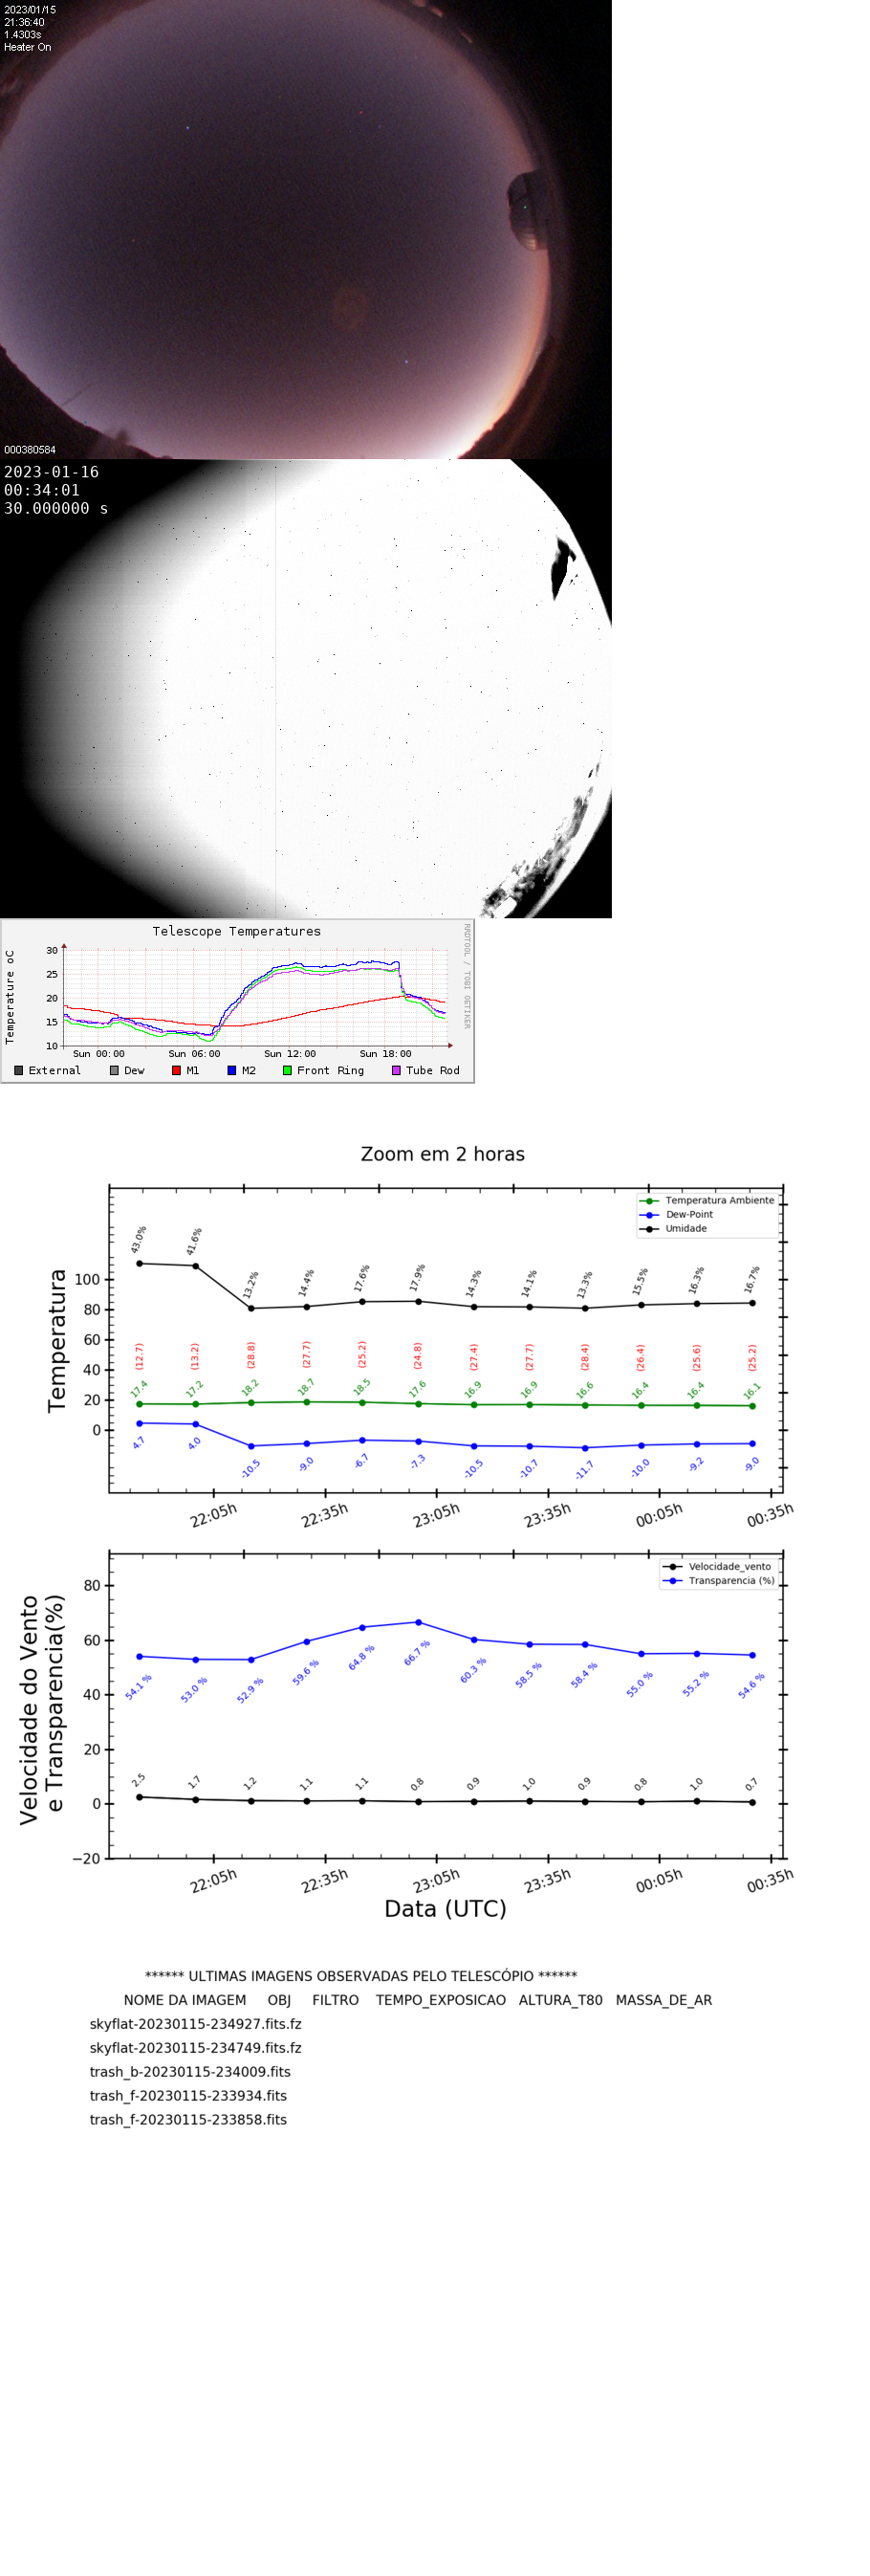 2023/01/15
21:36:40
1.4303s
Heater On
000380584
2023-01-16
00:34:01
30.000000 s
Telescope Temperatures
Temperature oC
RRDTOOL / TOBI OETIKER
30
25
20
15
10
Sun 00:00 Sun 06:00 Sun 12:00 Sun 18:00
External Dew M1 M2 Front Ring Tube Rod
Zoom em 2 horas
Temperatura
Temperatura Ambiente
Dew-Point
Umidade
100
80
60
40
20
0
43.0% 41.6% 13.2% 14.4% 17.6% 17.9% 14.3% 14.1% 13.3% 15.5% 16.3% 16.7%
(12.7) (13.2) (28.8) (27.7) (25.2) (24.8) (27.4) (27.7) (28.4) (26.4) (25.6) (25.2)
17.4 17.2 18.2 18.7 18.5 17.6 16.9 16.9 16.6 16.4 16.4 16.1
4.7 4.0 -10.5 -9.0 -6.7 -7.3 -10.5 -10.7 -11.7 -10.0 -9.2 -9.0
22:05h 22:35h 23:05h 23:35h 00:05h 00:35h
Velocidade do Vento
e Transparencia(%)
Velocidade_vento
Transparencia (%)
80
60
40
20
0
−20
54.1 % 53.0 % 52.9 % 59.6 % 64.8 % 66.7 % 60.3 % 58.5 % 58.4 % 55.0 % 55.2 % 54.6 %
2.5 1.7 1.2 1.1 1.1 0.8 0.9 1.0 0.9 0.8 1.0 0.7
22:05h 22:35h 23:05h 23:35h 00:05h 00:35h
Data (UTC)
****** ULTIMAS IMAGENS OBSERVADAS PELO TELESCÓPIO ******
NOME DA IMAGEM OBJ FILTRO TEMPO_EXPOSICAO ALTURA_T80 MASSA_DE_AR
skyflat-20230115-234927.fits.fz
skyflat-20230115-234749.fits.fz
trash_b-20230115-234009.fits
trash_f-20230115-233934.fits
trash_f-20230115-233858.fits